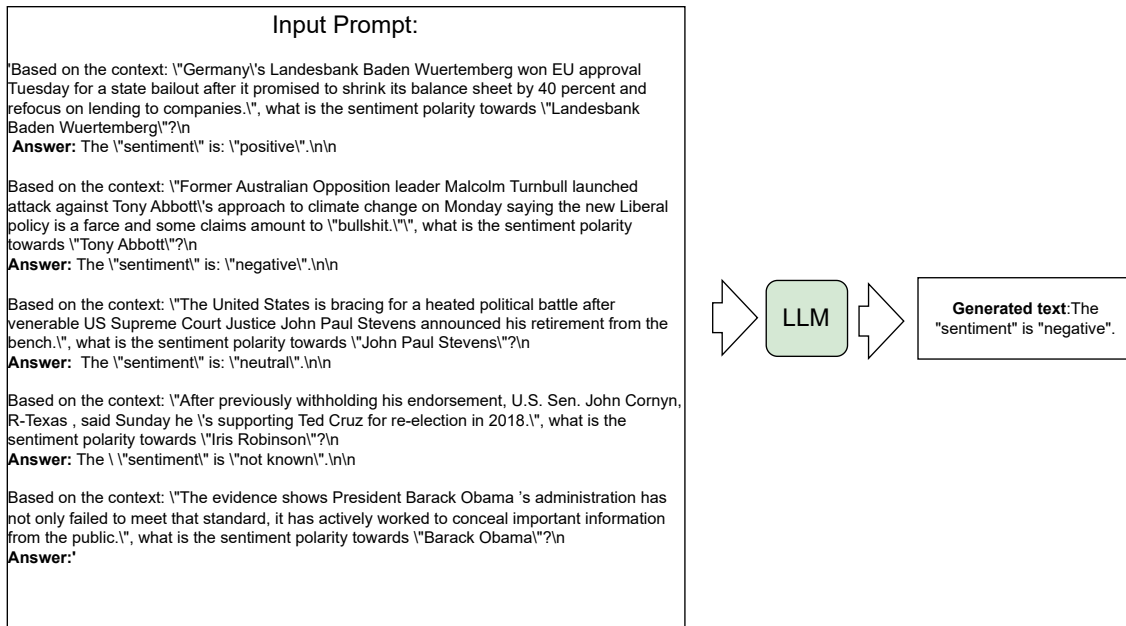 Input Prompt:
'Based on the context: \"Germany\'s Landesbank Baden Wuertemberg won EU approval
Tuesday for a state bailout after it promised to shrink its balance sheet by 40 percent and
refocus on lending to companies.\", what is the sentiment polarity towards \"Landesbank
Baden Wuertemberg\"?\n
Answer: The \"sentiment\" is: \"positive\".\n\n
Based on the context: \"Former Australian Opposition leader Malcolm Turnbull launched
attack against Tony Abbott\'s approach to climate change on Monday saying the new Liberal
policy is a farce and some claims amount to \"bullshit.\"\", what is the sentiment polarity
towards \"Tony Abbott\"?\n
Answer: The \"sentiment\" is: \"negative\".\n\n
Based on the context: \"The United States is bracing for a heated political battle after
venerable US Supreme Court Justice John Paul Stevens announced his retirement from the
bench.\", what is the sentiment polarity towards \"John Paul Stevens\"?\n
Answer: The \"sentiment\" is: \"neutral\".\n\n
Based on the context: \"After previously withholding his endorsement, U.S. Sen. John Cornyn,
R-Texas , said Sunday he \'s supporting Ted Cruz for re-election in 2018.\", what is the
sentiment polarity towards \"Iris Robinson\"?\n
Answer: The \ \"sentiment\" is \"not known\".\n\n
Based on the context: \"The evidence shows President Barack Obama 's administration has
not only failed to meet that standard, it has actively worked to conceal important information
from the public.\", what is the sentiment polarity towards \"Barack Obama\"?\n
Answer:'
LLM
Generated text:The
"sentiment" is "negative".